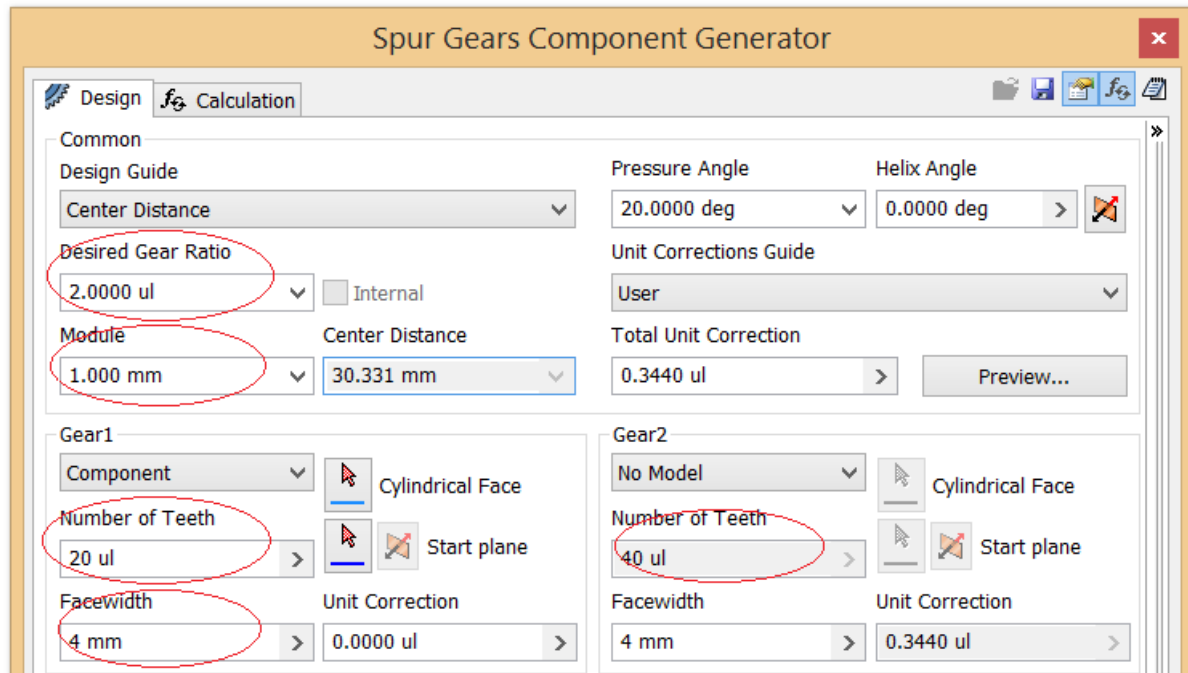 Spur Gears Component Generator
Design
Calculation
Common
Design Guide
Pressure Angle
Helix Angle
Center Distance
20.0000 deg
0.0000 deg
Desired Gear Ratio
Unit Corrections Guide
2.0000 ul
Internal
User
Module
Center Distance
Total Unit Correction
1.000 mm
30.331 mm
0.3440 ul
Preview...
Gear1
Component
Cylindrical Face
Number of Teeth
20 ul
Start plane
Facewidth
Unit Correction
4 mm
0.0000 ul
Gear2
No Model
Cylindrical Face
Number of Teeth
40 ul
Start plane
Facewidth
Unit Correction
4 mm
0.3440 ul